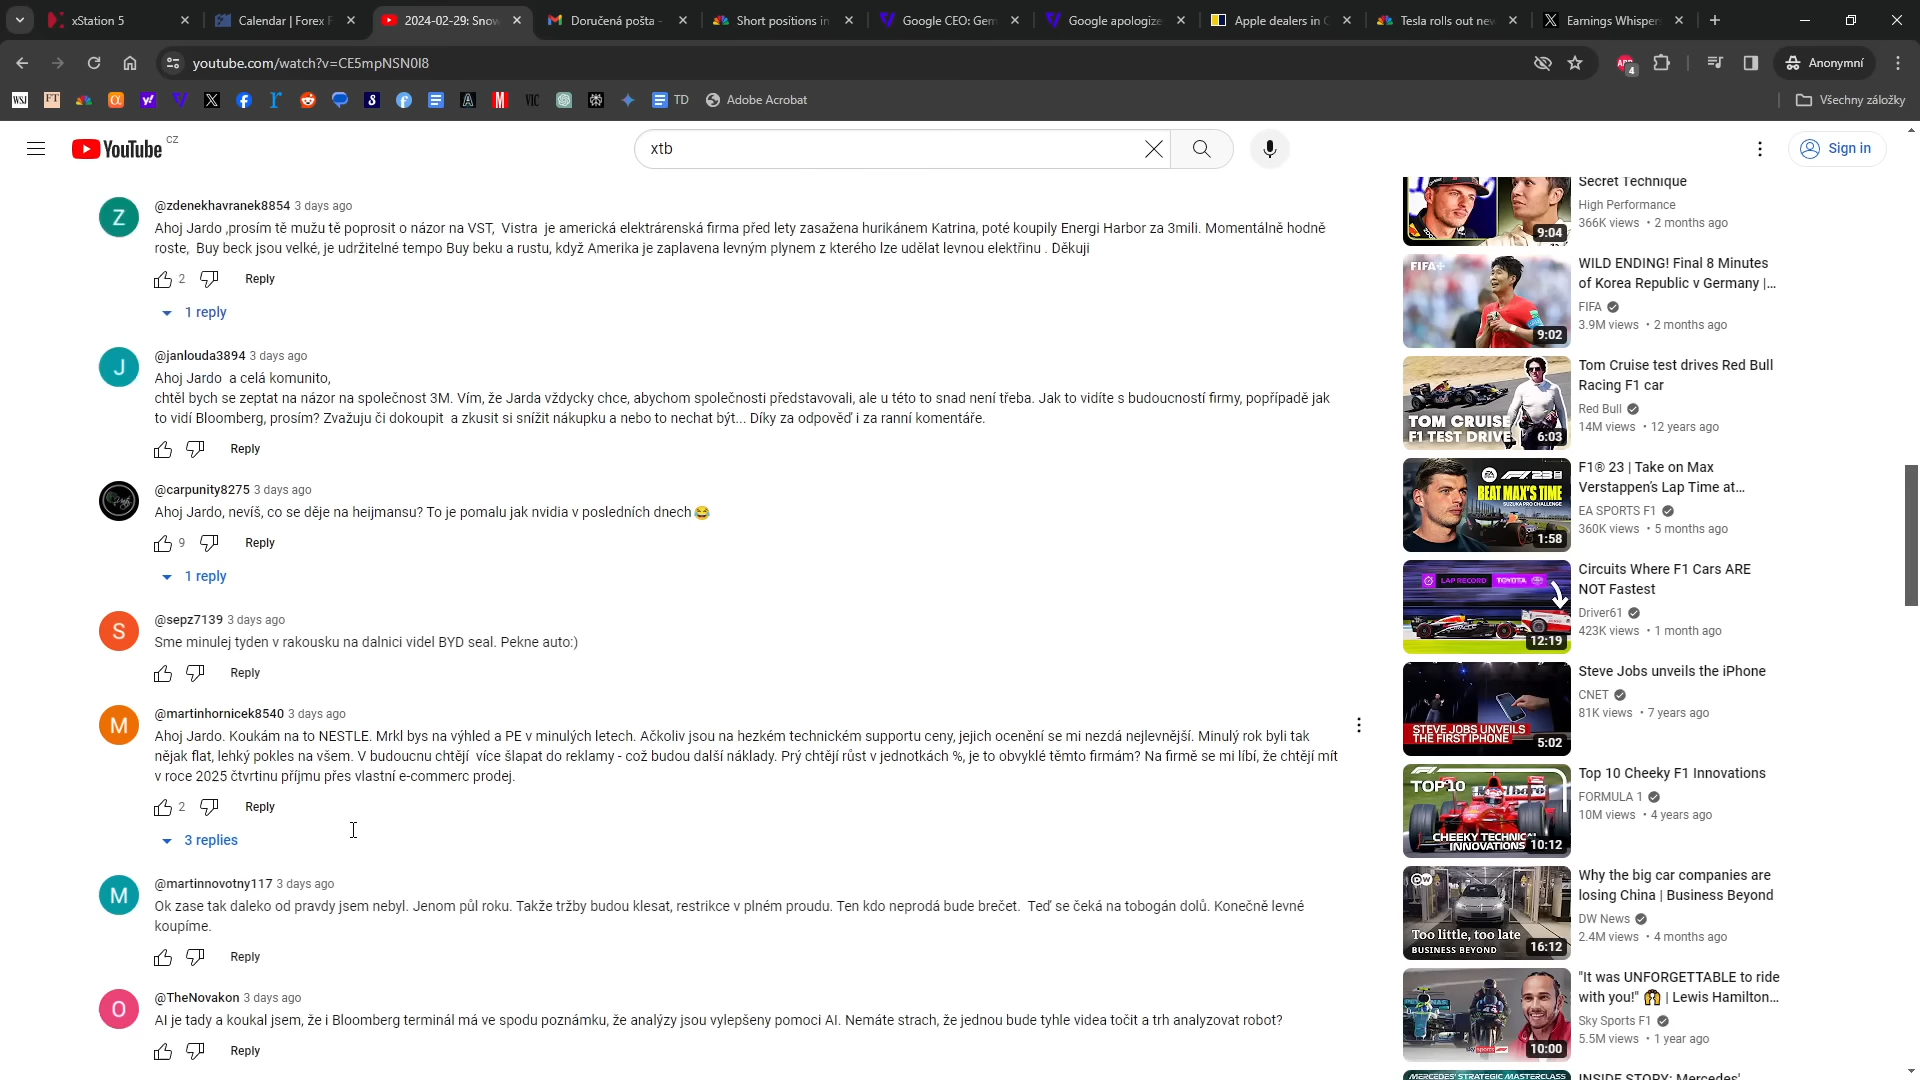 xStation 5
Calendar | Forex F
2024-02-29: Snow
Doručená pošta -
Short positions in
Google CEO: Gem
Google apologize
Apple dealers in C
Tesla rolls out new
Earnings Whisper
youtube.com/watch?v=CE5mpNSN0I8
4
Anonymní
WSJ
FT
TD
Adobe Acrobat
Všechny záložky
YouTube CZ
xtb
Sign in
@zdenekhavranek8854 3 days ago
Ahoj Jardo ,prosím tě mužu tě poprosit o názor na VST, Vistra je americká elektrárenská firma před lety zasažena hurikánem Katrina, poté koupily Energi Harbor za 3mili. Momentálně hodně
roste, Buy beck jsou velké, je udržitelné tempo Buy beku a rustu, když Amerika je zaplavena levným plynem z kterého lze udělat levnou elektřinu . Děkuji
2 Reply
1 reply
@janlouda3894 3 days ago
Ahoj Jardo a celá komunito,
chtěl bych se zeptat na názor na společnost 3M. Vím, že Jarda vždycky chce, abychom společnosti představovali, ale u této to snad není třeba. Jak to vidíte s budoucností firmy, popřípadě jak
to vidí Bloomberg, prosím? Zvažuju či dokoupit a zkusit si snížit nákupku a nebo to nechat být... Díky za odpověď i za ranní komentáře.
Reply
@carpunity8275 3 days ago
Ahoj Jardo, nevíš, co se děje na heijmansu? To je pomalu jak nvidia v posledních dnech 😂
9 Reply
1 reply
@sepz7139 3 days ago
Sme minulej tyden v rakousku na dalnici videl BYD seal. Pekne auto:)
Reply
@martinhornicek8540 3 days ago
Ahoj Jardo. Koukám na to NESTLE. Mrkl bys na výhled a PE v minulých letech. Ačkoliv jsou na hezkém technickém supportu ceny, jejich ocenění se mi nezdá nejlevnější. Minulý rok byli tak
nějak flat, lehký pokles na všem. V budoucnu chtějí více šlapat do reklamy - což budou další náklady. Prý chtějí růst v jednotkách %, je to obvyklé těmto firmám? Na firmě se mi líbí, že chtějí mít
v roce 2025 čtvrtinu příjmu přes vlastní e-commerc prodej.
2 Reply
3 replies
@martinnovotny117 3 days ago
Ok zase tak daleko od pravdy jsem nebyl. Jenom půl roku. Takže tržby budou klesat, restrikce v plném proudu. Ten kdo neprodá bude brečet. Teď se čeká na tobogán dolů. Konečně levné
koupíme.
Reply
@TheNovakon 3 days ago
AI je tady a koukal jsem, že i Bloomberg terminál má ve spodu poznámku, že analýzy jsou vylepšeny pomoci AI. Nemáte strach, že jednou bude tyhle videa točit a trh analyzovat robot?
Reply
Secret Technique
High Performance
366K views • 2 months ago
9:04
FIFA+
9:02
WILD ENDING! Final 8 Minutes
of Korea Republic v Germany |...
FIFA
3.9M views • 2 months ago
TOM CRUISE
F1 TEST DRIVE
6:03
Tom Cruise test drives Red Bull
Racing F1 car
Red Bull
14M views • 12 years ago
BEAT MAX'S TIME
1:58
F1® 23 | Take on Max
Verstappen's Lap Time at...
EA SPORTS F1
360K views • 5 months ago
LAP RECORD TOYOTA
12:19
Circuits Where F1 Cars ARE
NOT Fastest
Driver61
423K views • 1 month ago
STEVE JOBS UNVEILS
THE FIRST IPHONE
5:02
Steve Jobs unveils the iPhone
CNET
81K views • 7 years ago
TOP 10
CHEEKY TECHNICAL
INNOVATIONS
10:12
Top 10 Cheeky F1 Innovations
FORMULA 1
10M views • 4 years ago
DW
Too little, too late
BUSINESS BEYOND
16:12
Why the big car companies are
losing China | Business Beyond
DW News
2.4M views • 4 months ago
10:00
"It was UNFORGETTABLE to ride
with you!" 🙌 | Lewis Hamilton...
Sky Sports F1
5.5M views • 1 year ago
MERCEDES' STRATEGIC MASTERCLASS
INSIDE STORY: Mercedes'